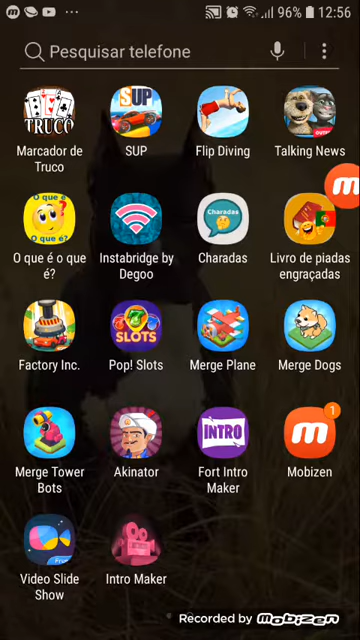 96% 12:56
Pesquisar telefone
TRUCO
SUP
Marcador de
Truco
SUP
Flip Diving
Talking News
O que é
O que é?
Charadas
O que é o que
é?
Instabridge by
Degoo
Charadas
Livro de piadas
engraçadas
SLOTS
Factory Inc.
Pop! Slots
Merge Plane
Merge Dogs
INTRO
1
Merge Tower
Bots
Akinator
Fort Intro
Maker
Mobizen
Video Slide
Show
Intro Maker
Recorded by mobizen